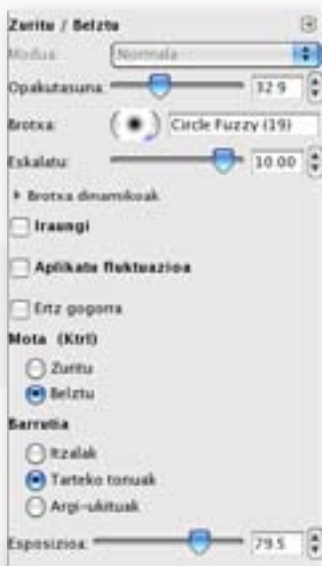 Zuritu / Belztu
Modua: Normala
Opakutasuna: 32.9
Brotxa: Circle Fuzzy (19)
Eskalatu: 10.00
Brotxa dinamikoak
Iraungi
Aplikatu fluktuazioa
Ertz gogorra
Mota (Ktrl)
Zuritu
Belztu
Barrutia
Itzalak
Tarteko tonuak
Argi-ukituak
Esposizioa: 79.5